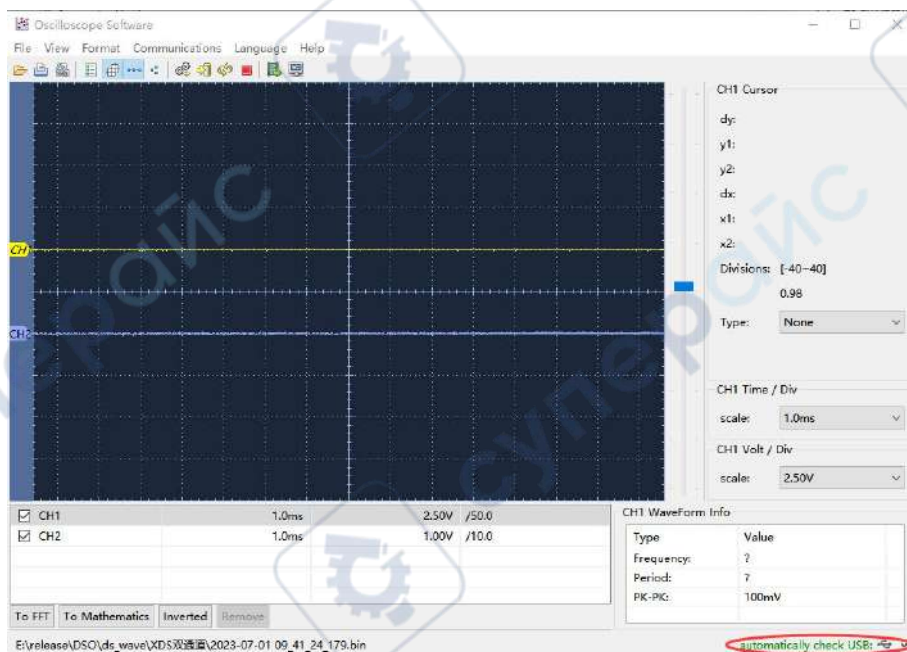 Oscilloscope Software
File View Format Communications Language Help
CH1 Cursor
dy:
y1:
y2:
dx:
x1:
x2:
Divisions: [-40~40]
0.98
Type: None
CH1 Time / Div
scale: 1.0ms
CH1 Volt / Div
scale: 2.50V
CH
CH2
CH1 1.0ms 2.50V /50.0
CH2 1.0ms 1.00V /10.0
CH1 WaveForm Info
Type Value
Frequency: ?
Period: ?
PK-PK: 100mV
To FFT To Mathematics Inverted Remove
E:\release\DSO\ds_wave\XDS双通道\2023-07-01 09_41_24_179.bin
automatically check USB:
суперайс